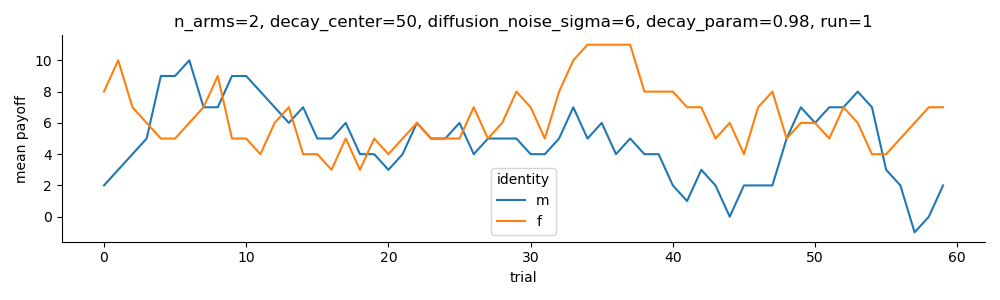 n_arms=2, decay_center=50, diffusion_noise_sigma=6, decay_param=0.98, run=1
mean payoff
10
8
6
4
2
0
identity
m
f
0 10 20 30 40 50 60
trial